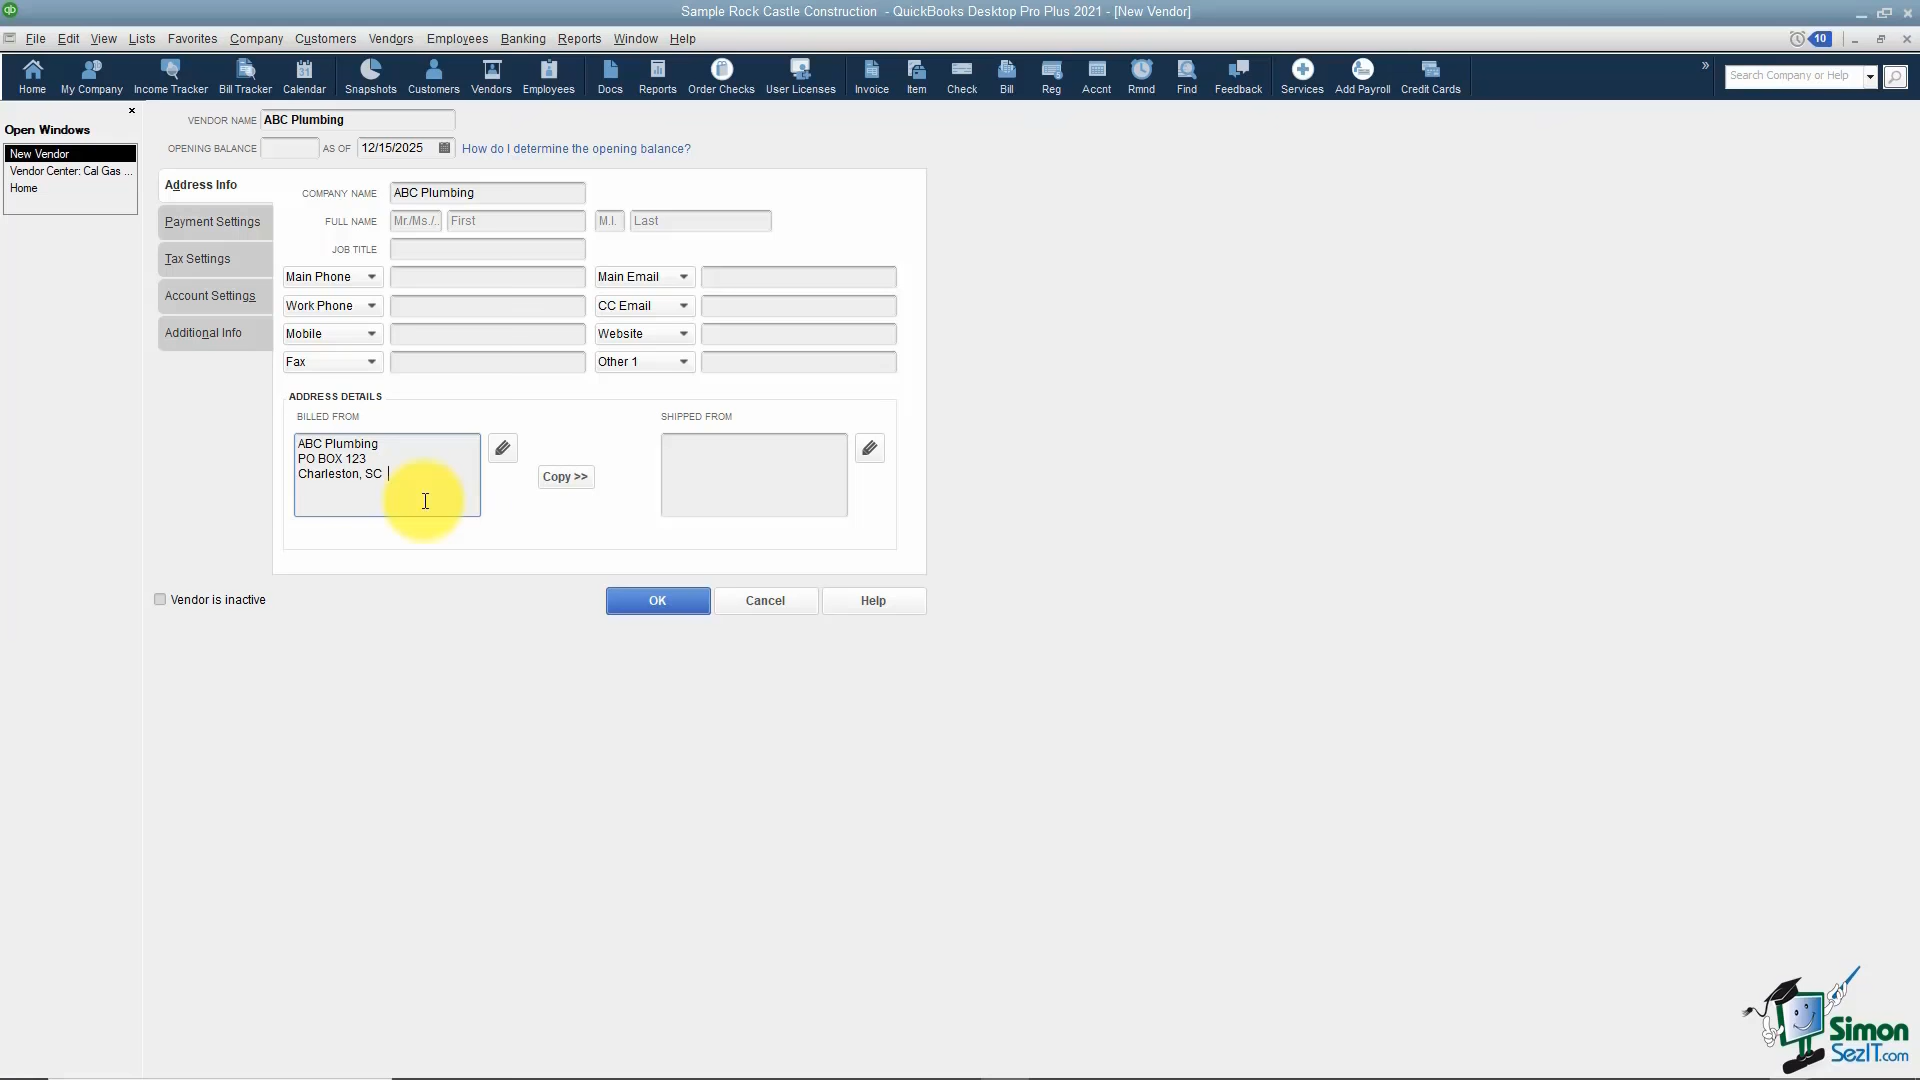 Sample Rock Castle Construction - QuickBooks Desktop Pro Plus 2021 - [New Vendor]
File Edit View Lists Favorites Company Customers Vendors Employees Banking Reports Window Help
10
Home My Company Income Tracker Bill Tracker Calendar Snapshots Customers Vendors Employees Docs Reports Order Checks User Licenses Invoice Item Check Bill Reg Accnt Rmnd Find Feedback Services Add Payroll Credit Cards » Search Company or Help
Open Windows
New Vendor
Vendor Center: Cal Gas ...
Home
VENDOR NAME ABC Plumbing
OPENING BALANCE AS OF 12/15/2025 How do I determine the opening balance?
Address Info
Payment Settings
Tax Settings
Account Settings
Additional Info
COMPANY NAME ABC Plumbing
FULL NAME Mr./Ms./.. First M.I. Last
JOB TITLE
Main Phone Main Email
Work Phone CC Email
Mobile Website
Fax Other 1
ADDRESS DETAILS
BILLED FROM SHIPPED FROM
ABC Plumbing
PO BOX 123
Charleston, SC
Copy >>
Vendor is inactive OK Cancel Help
Simon
SezIT.com